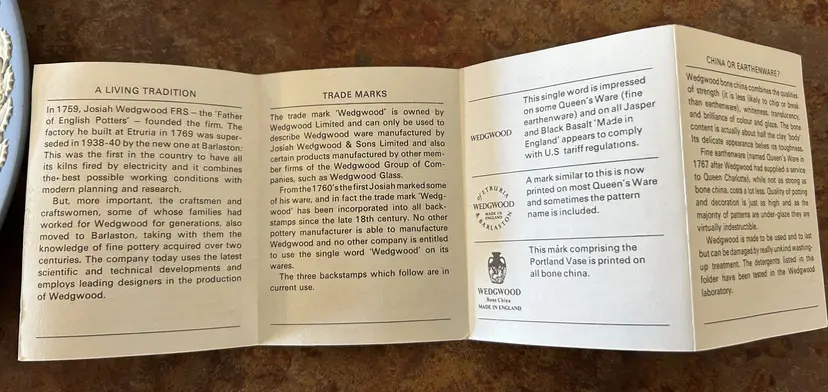 A LIVING TRADITION
In 1759, Josiah Wedgwood FRS – the 'Father
of English Potters' – founded the firm. The
factory he built at Etruria in 1769 was super-
seded in 1938-40 by the new one at Barlaston:
This was the first in the country to have all
its kilns fired by electricity and it combines
the best possible working conditions with
modern planning and research.
But, more important, the craftsmen and
craftswomen, some of whose families had
worked for Wedgwood for generations, also
moved to Barlaston, taking with them the
knowledge of fine pottery acquired over two
centuries. The company today uses the latest
scientific and technical developments and
employs leading designers in the production
of Wedgwood.
TRADE MARKS
The trade mark 'Wedgwood' is owned by
Wedgwood Limited and can only be used to
describe Wedgwood ware manufactured by
Josiah Wedgwood & Sons Limited and also
certain products manufactured by other mem-
ber firms of the Wedgwood Group of Com-
panies, such as Wedgwood Glass.
From the 1760's the first Josiah marked some
of his ware, and in fact the trade mark 'Wedg-
wood' has been incorporated into all back-
stamps since the late 18th century. No other
pottery manufacturer is able to manufacture
Wedgwood and no other company is entitled
to use the single word 'Wedgwood' on its
wares.
The three backstamps which follow are in
current use.
WEDGWOOD
This single word is impressed
on some Queen's Ware (fine
earthenware) and on all Jasper
and Black Basalt 'Made in
England' appears to comply
with U.S tariff regulations.
OF ETRURIA
WEDGWOOD
MADE IN
ENGLAND
& BARLASTON
A mark similar to this is now
printed on most Queen's Ware
and sometimes the pattern
name is included.
WEDGWOOD
Bone China
MADE IN ENGLAND
This mark comprising the
Portland Vase is printed on
all bone china.
CHINA OR EARTHENWARE?
Wedgwood bone china combines the qualities
of strength (it is less likely to chip or break
than earthenware), whiteness, translucency,
and brilliance of colour and glaze. The bone
content is actually about half the clay 'body'.
Its delicate appearance belies its toughness.
Fine earthenware (named Queen's Ware in
1767 after Wedgwood had supplied a service
to Queen Charlotte), while not as strong as
bone china, costs a lot less. Quality of potting
and decoration is just as high and as the
majority of patterns are under-glaze they are
virtually indestructible.
Wedgwood is made to be used and to last
but can be damaged by really unkind washing-
up treatment. The detergents listed in this
folder have been tested in the Wedgwood
laboratory.